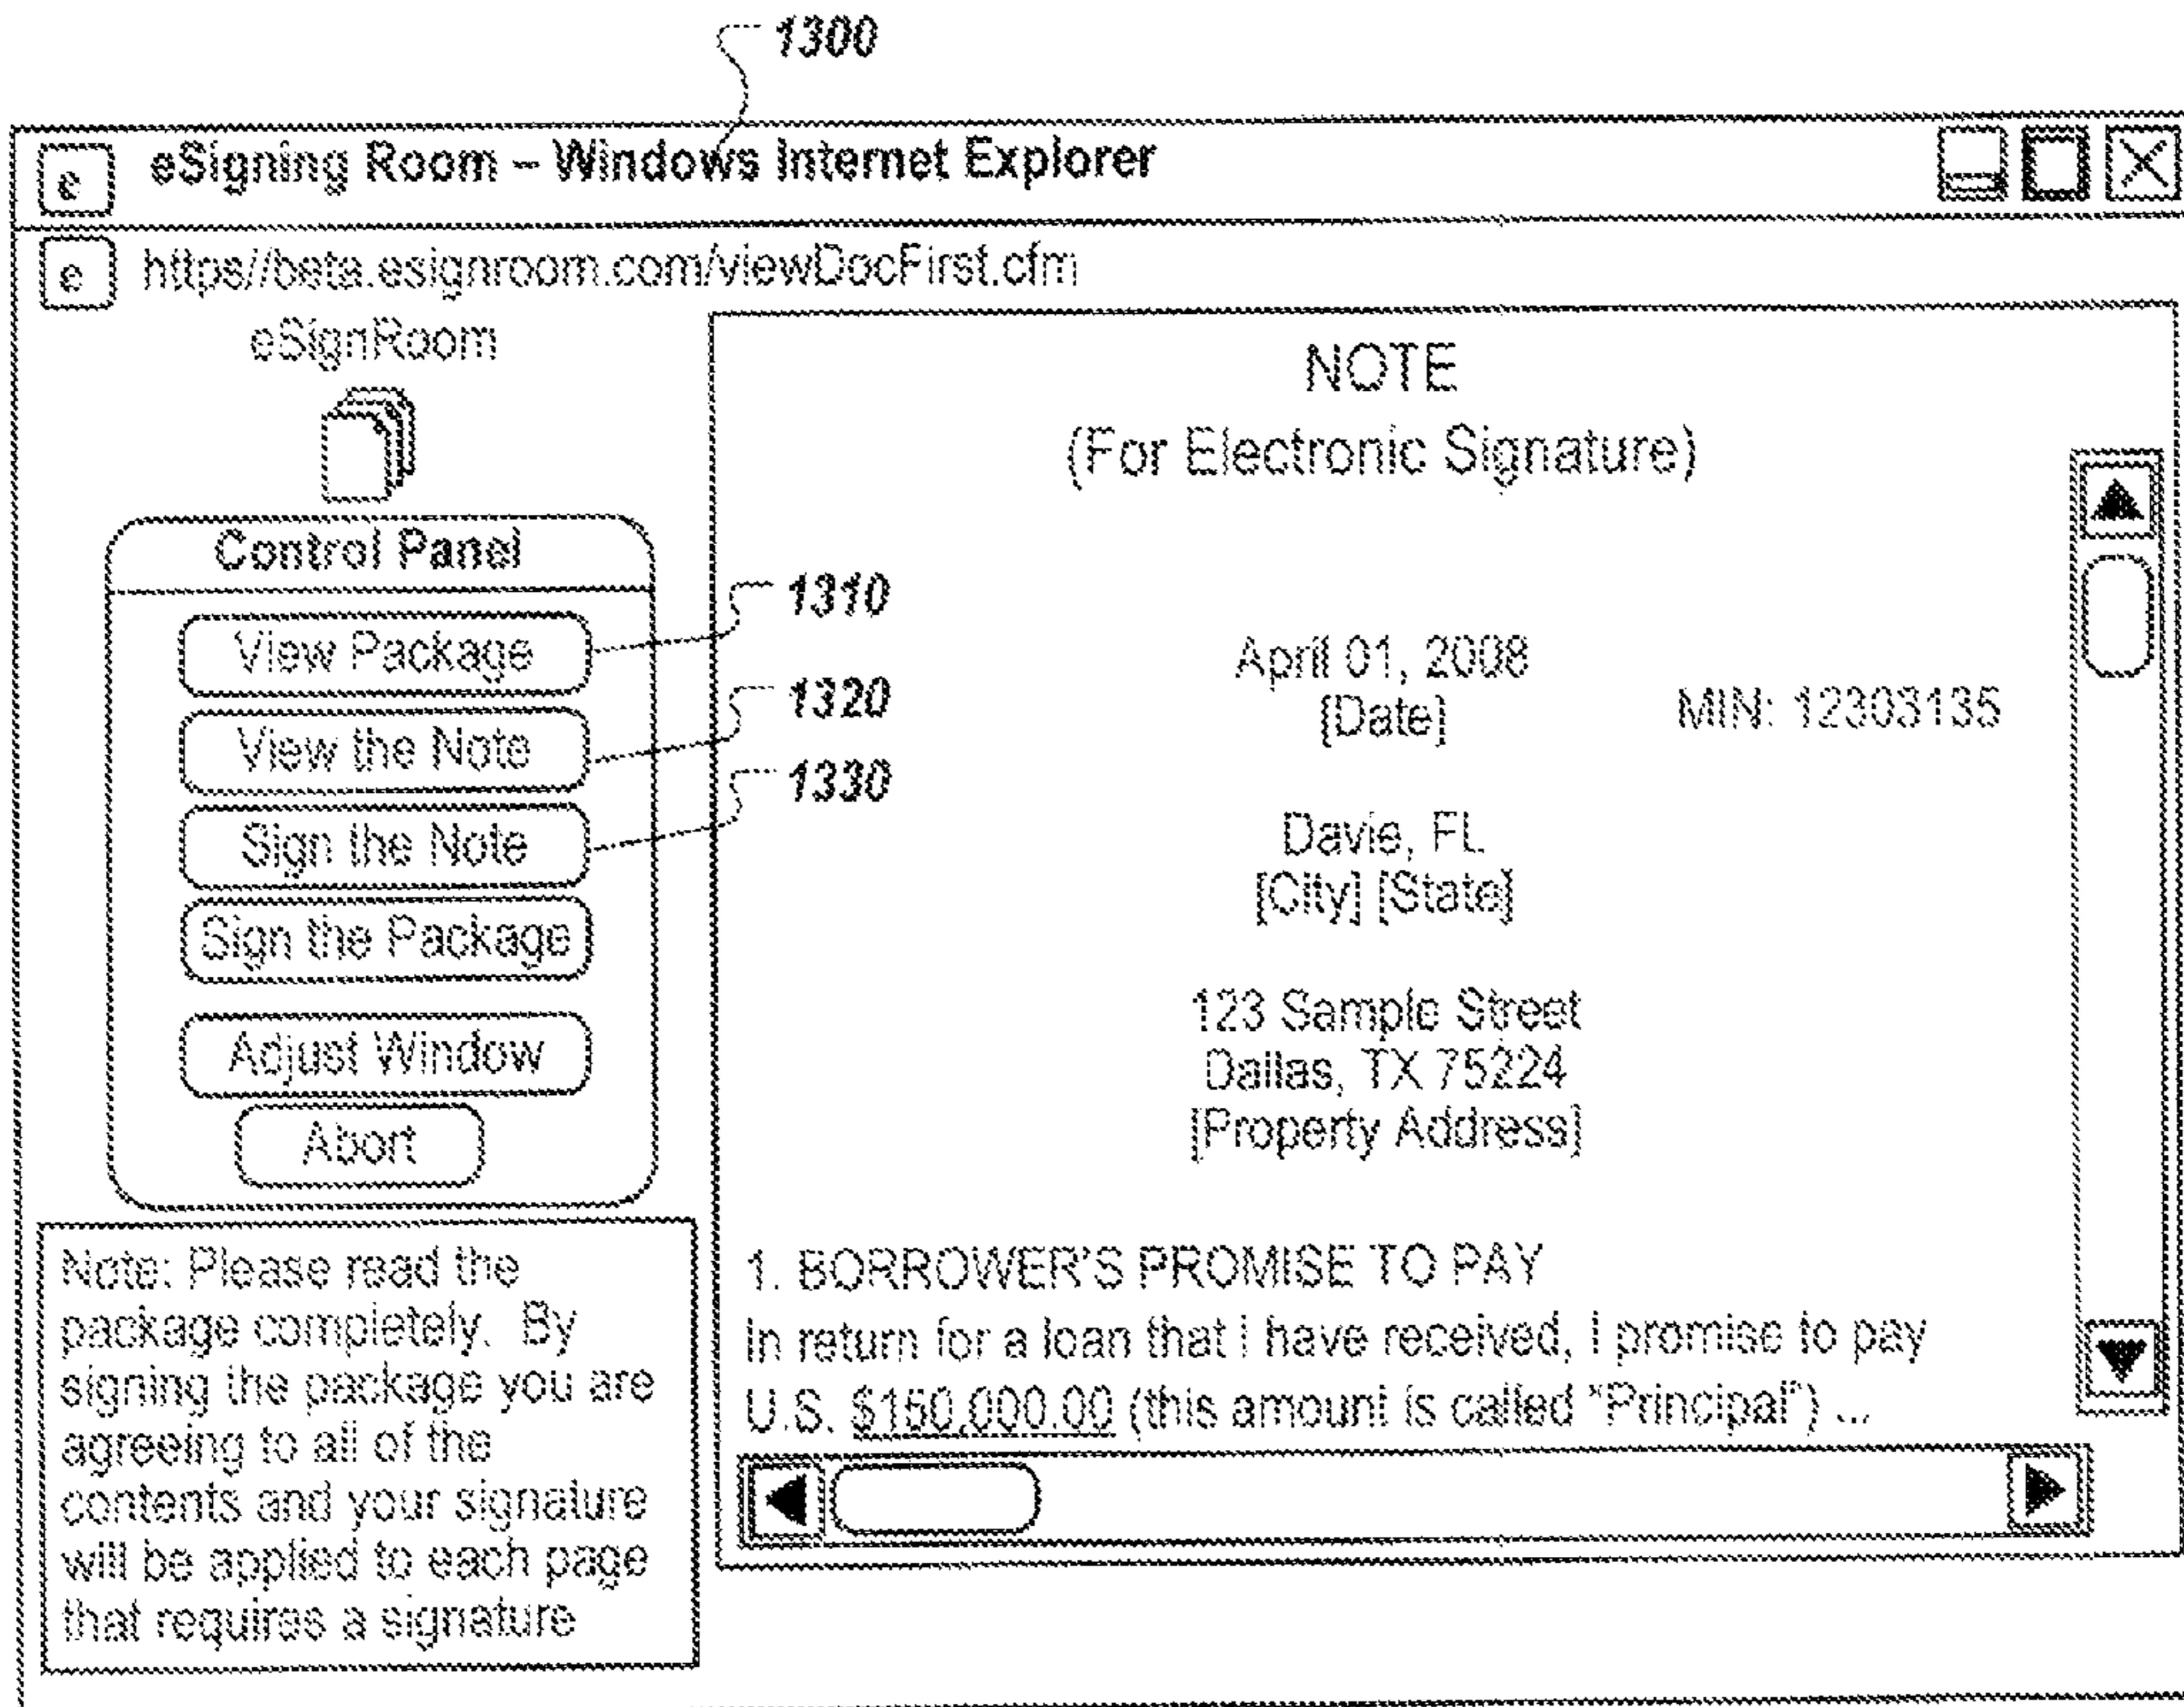 1300
e eSigning Room – Windows Internet Explorer
e https//beta.esignroom.com/viewDocFirst.cfm
eSignRoom
Control Panel
View Package
1310
View the Note
1320
Sign the Note
1330
Sign the Package
Adjust Window
Abort
Note: Please read the
package completely. By
signing the package you are
agreeing to all of the
contents and your signature
will be applied to each page
that requires a signature
NOTE
(For Electronic Signature)
April 01, 2008
[Date]
MIN: 12303135
Davie, FL
[City] [State]
123 Sample Street
Dallas, TX 75224
[Property Address]
1. BORROWER'S PROMISE TO PAY
In return for a loan that I have received, I promise to pay
U.S. $150,000.00 (this amount is called "Principal") ...